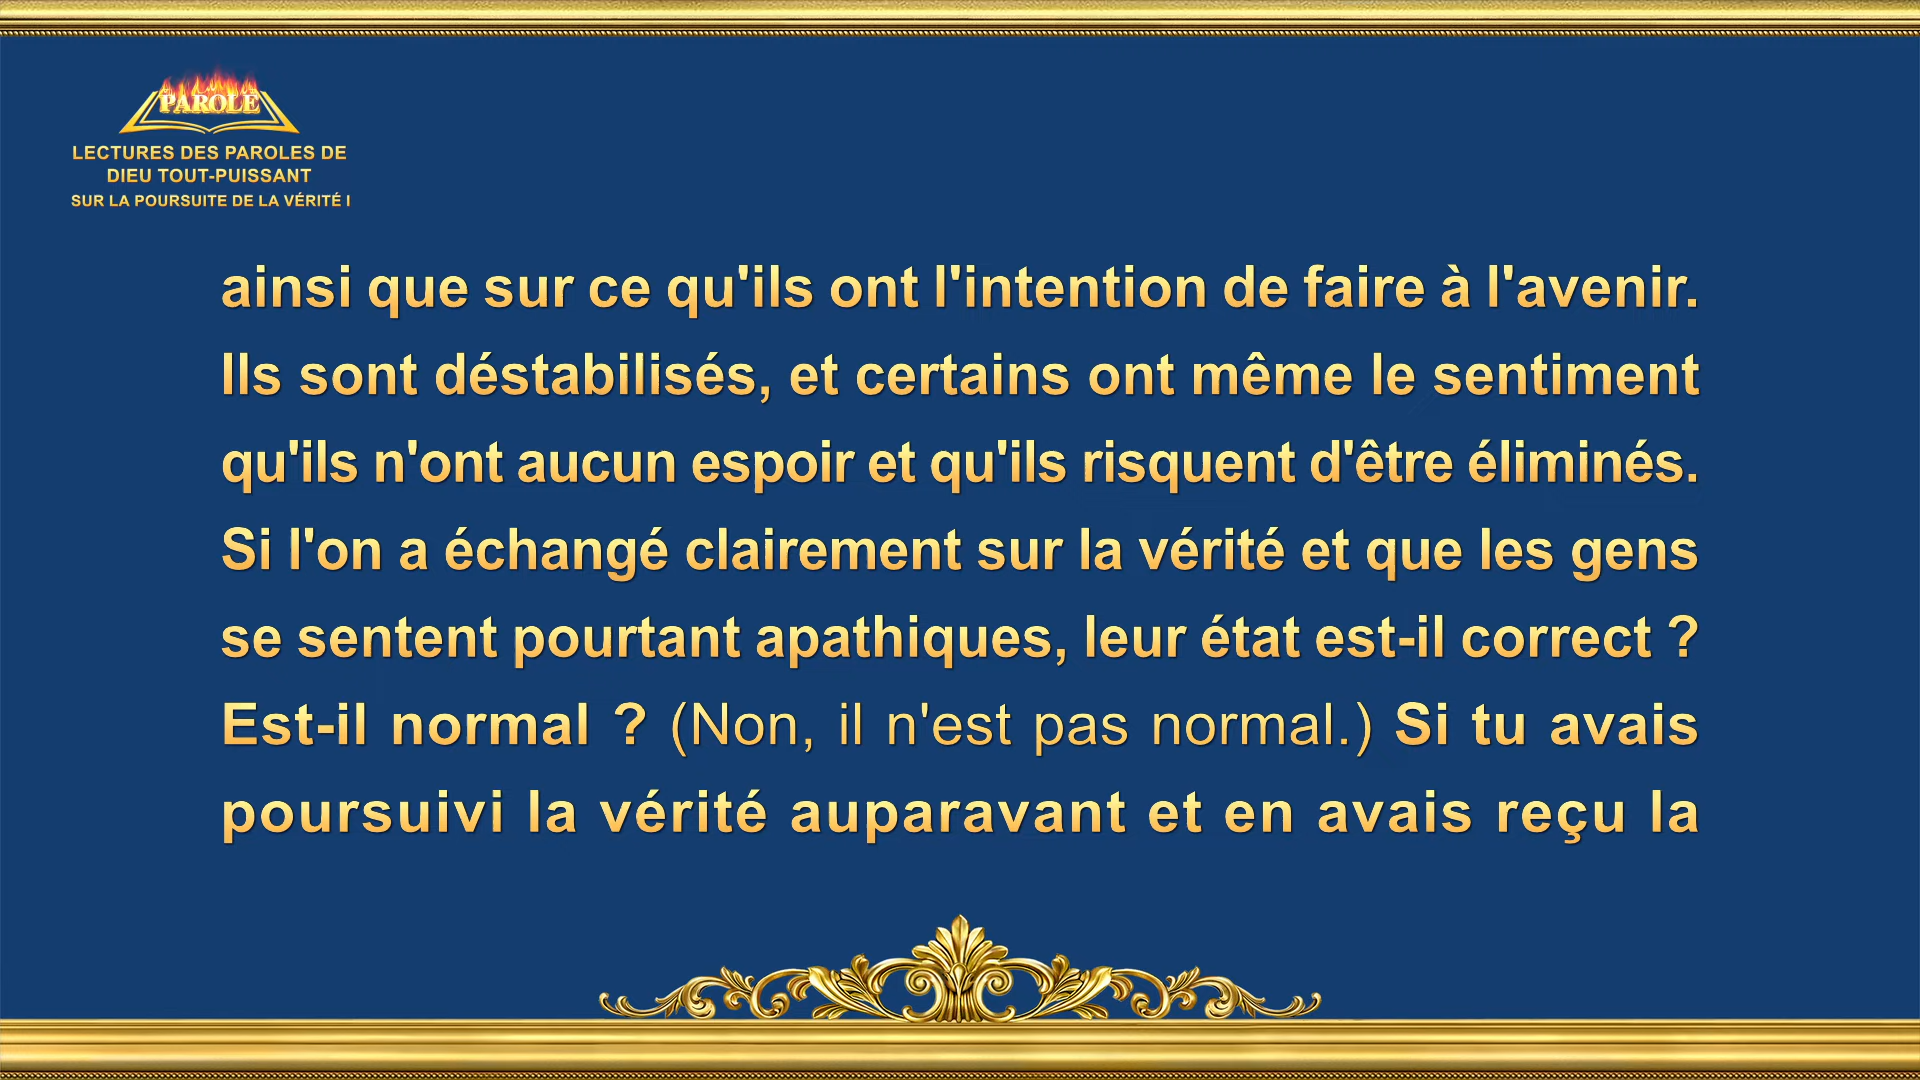 PAROLE
LECTURES DES PAROLES DE
DIEU TOUT-PUISSANT
SUR LA POURSUITE DE LA VÉRITÉ I
ainsi que sur ce qu'ils ont l'intention de faire à l'avenir.
Ils sont déstabilisés, et certains ont même le sentiment
qu'ils n'ont aucun espoir et qu'ils risquent d'être éliminés.
Si l'on a échangé clairement sur la vérité et que les gens
se sentent pourtant apathiques, leur état est-il correct ?
Est-il normal ? (Non, il n'est pas normal.) Si tu avais
poursuivi la vérité auparavant et en avais reçu la